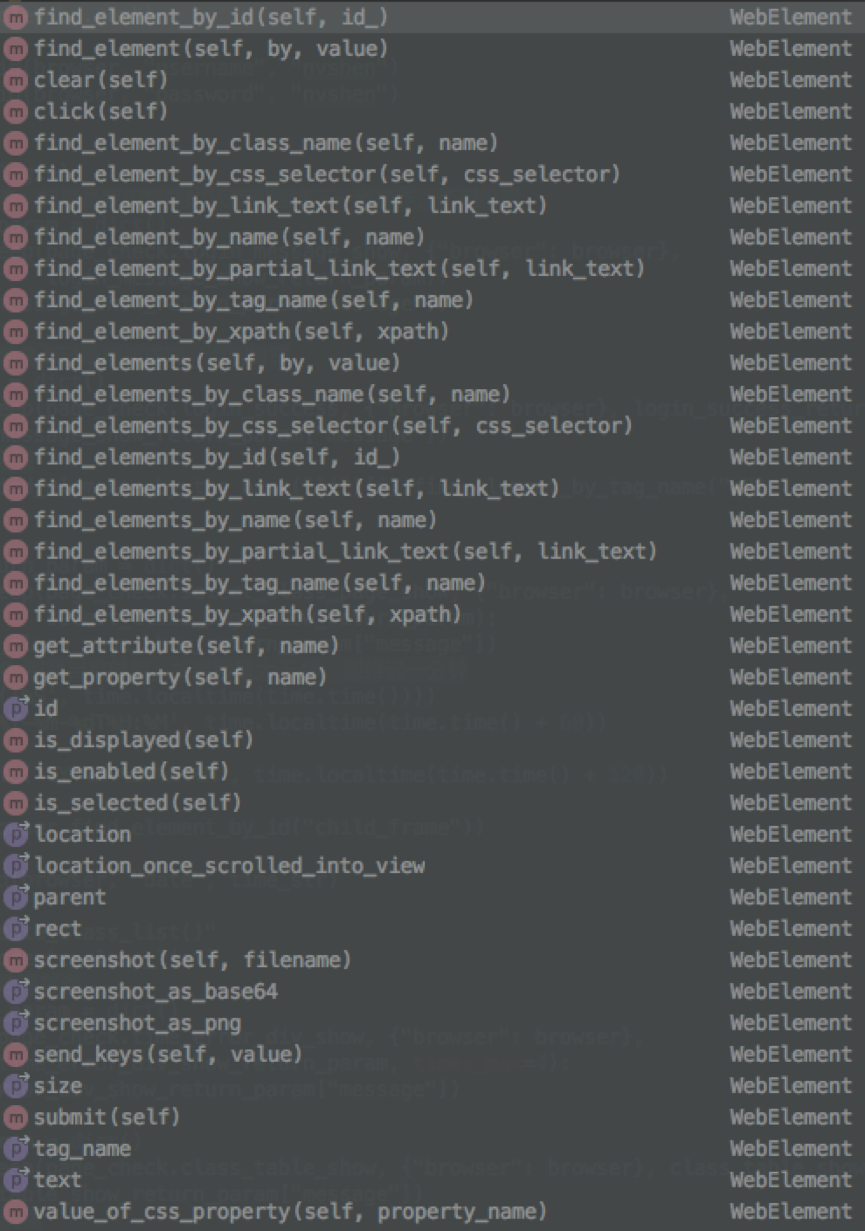 m find_element_by_id(self, id_) WebElement
m find_element(self, by, value) WebElement
m clear(self) WebElement
m click(self) WebElement
m find_element_by_class_name(self, name) WebElement
m find_element_by_css_selector(self, css_selector) WebElement
m find_element_by_link_text(self, link_text) WebElement
m find_element_by_name(self, name) WebElement
m find_element_by_partial_link_text(self, link_text) WebElement
m find_element_by_tag_name(self, name) WebElement
m find_element_by_xpath(self, xpath) WebElement
m find_elements(self, by, value) WebElement
m find_elements_by_class_name(self, name) WebElement
m find_elements_by_css_selector(self, css_selector) WebElement
m find_elements_by_id(self, id_) WebElement
m find_elements_by_link_text(self, link_text) WebElement
m find_elements_by_name(self, name) WebElement
m find_elements_by_partial_link_text(self, link_text) WebElement
m find_elements_by_tag_name(self, name) WebElement
m find_elements_by_xpath(self, xpath) WebElement
m get_attribute(self, name) WebElement
m get_property(self, name) WebElement
p id WebElement
m is_displayed(self) WebElement
m is_enabled(self) WebElement
m is_selected(self) WebElement
p location WebElement
p location_once_scrolled_into_view WebElement
p parent WebElement
p rect WebElement
m screenshot(self, filename) WebElement
p screenshot_as_base64 WebElement
p screenshot_as_png WebElement
m send_keys(self, value) WebElement
p size WebElement
m submit(self) WebElement
p tag_name WebElement
p text WebElement
m value_of_css_property(self, property_name) WebElement